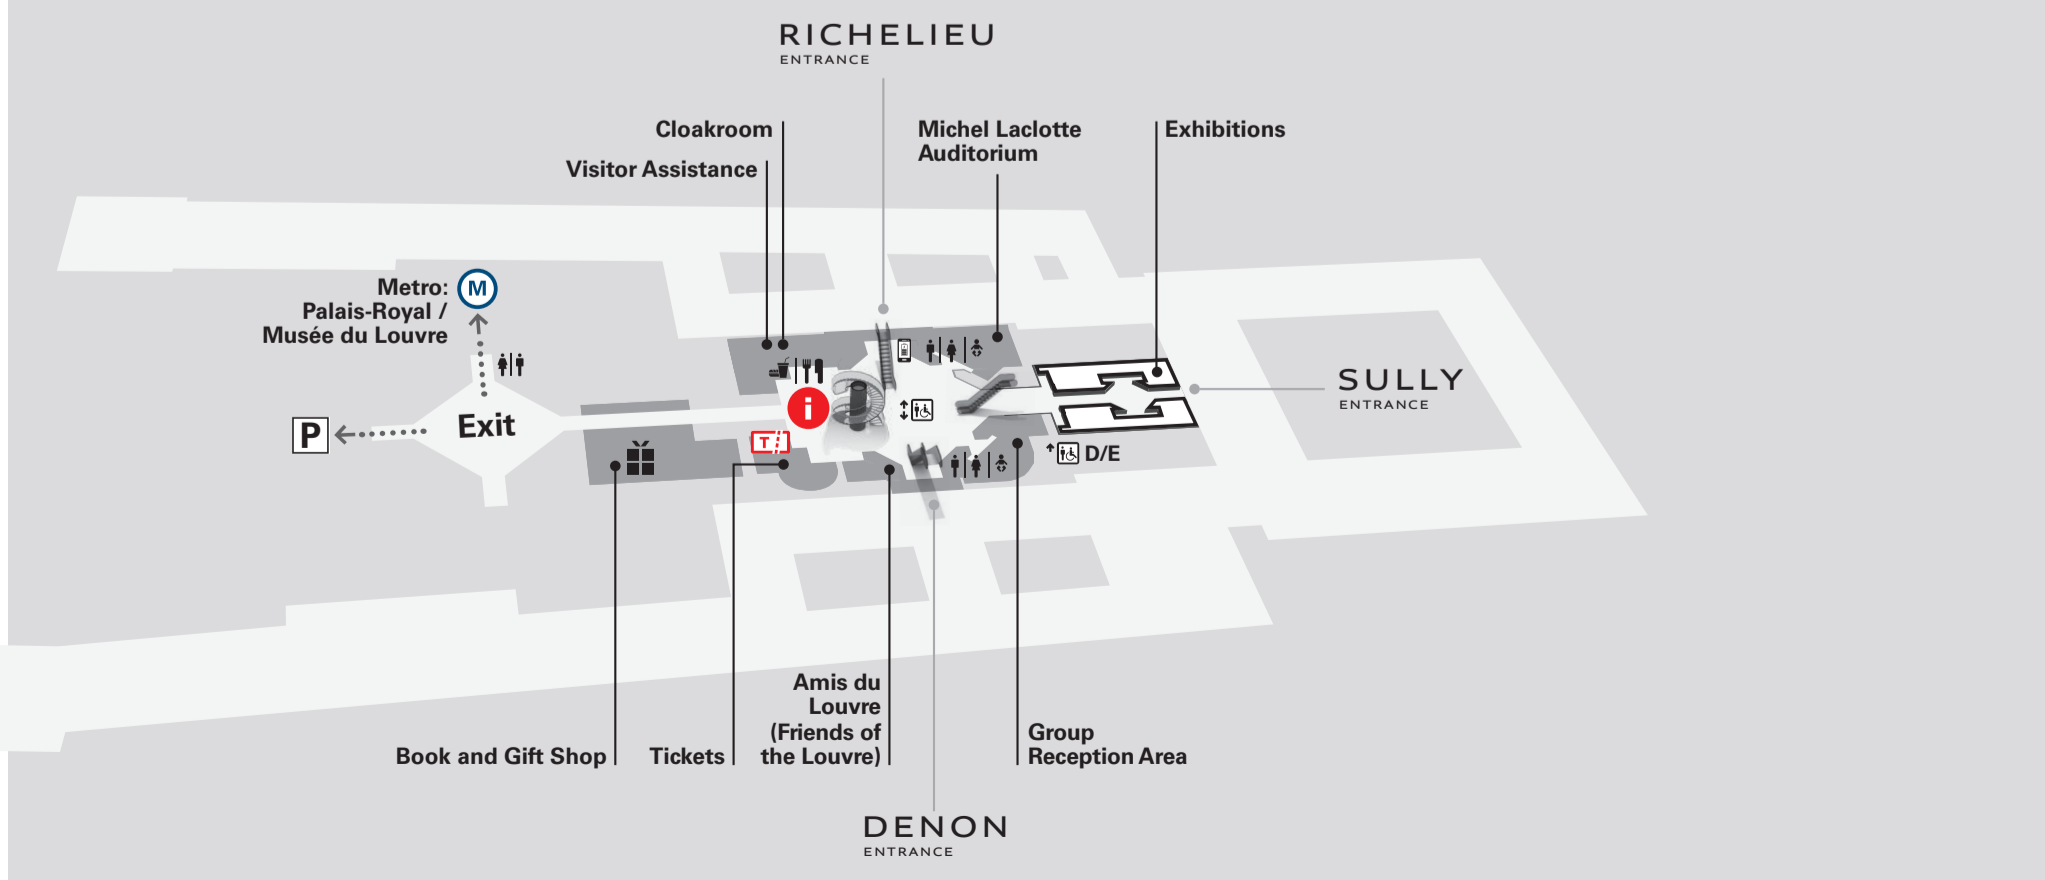 RICHELIEU
ENTRANCE
Cloakroom
Michel Laclotte
Auditorium
Exhibitions
Visitor Assistance
Metro:
Palais-Royal /
Musée du Louvre
M
SULLY
ENTRANCE
i
P
Exit
T
D/E
Amis du
Louvre
(Friends of
the Louvre)
Group
Reception Area
Book and Gift Shop
Tickets
DENON
ENTRANCE